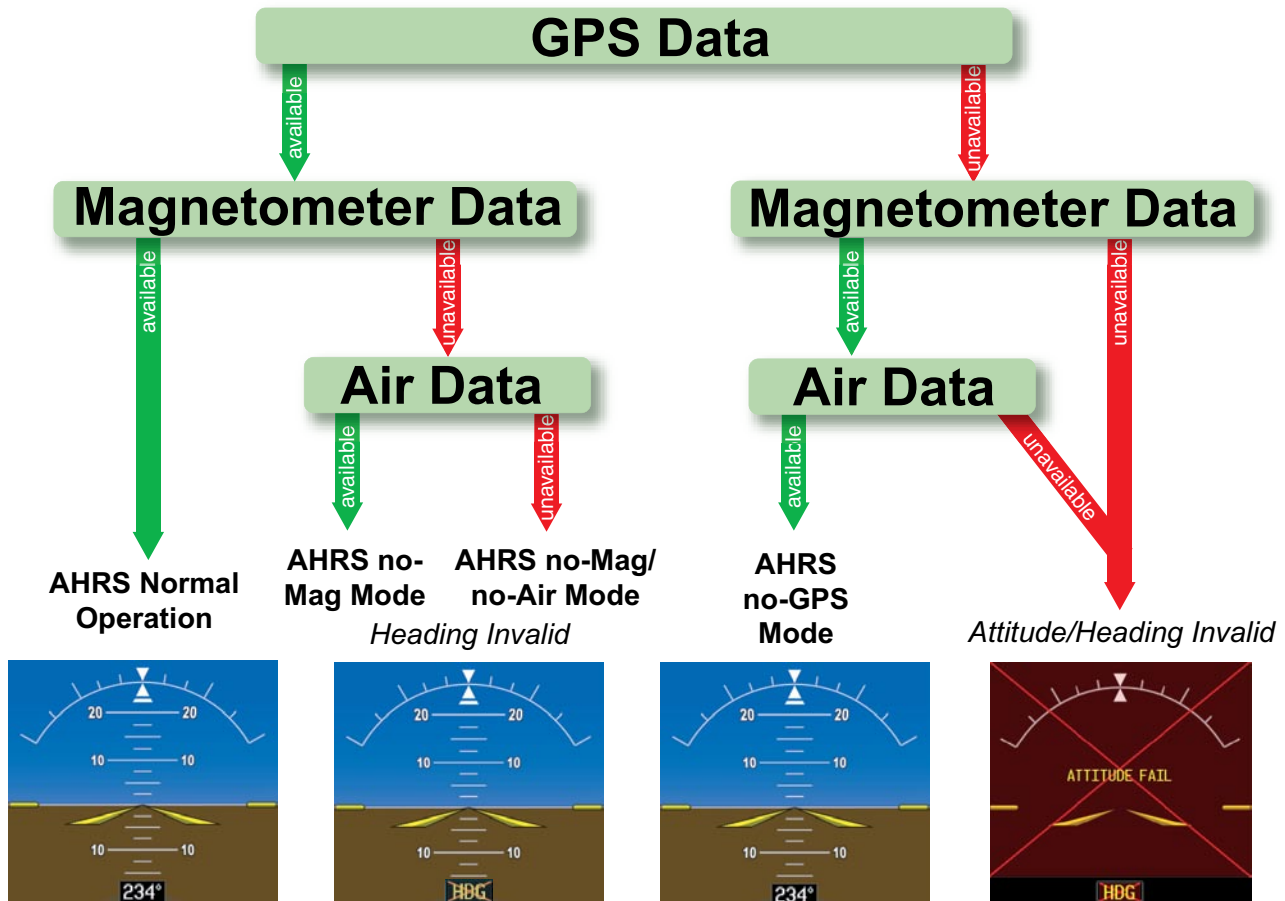 GPS Data
available
unavailable
Magnetometer Data
Magnetometer Data
available
unavailable
available
unavailable
Air Data
Air Data
available
unavailable
available
unavailable
AHRS Normal
Operation
AHRS no-
Mag Mode
AHRS no-Mag/
no-Air Mode
Heading Invalid
AHRS
no-GPS
Mode
Attitude/Heading Invalid
20 20
10 10
10 10
234°
20 20
10 10
10 10
HDG
20 20
10 10
10 10
234°
ATTITUDE FAIL
HDG